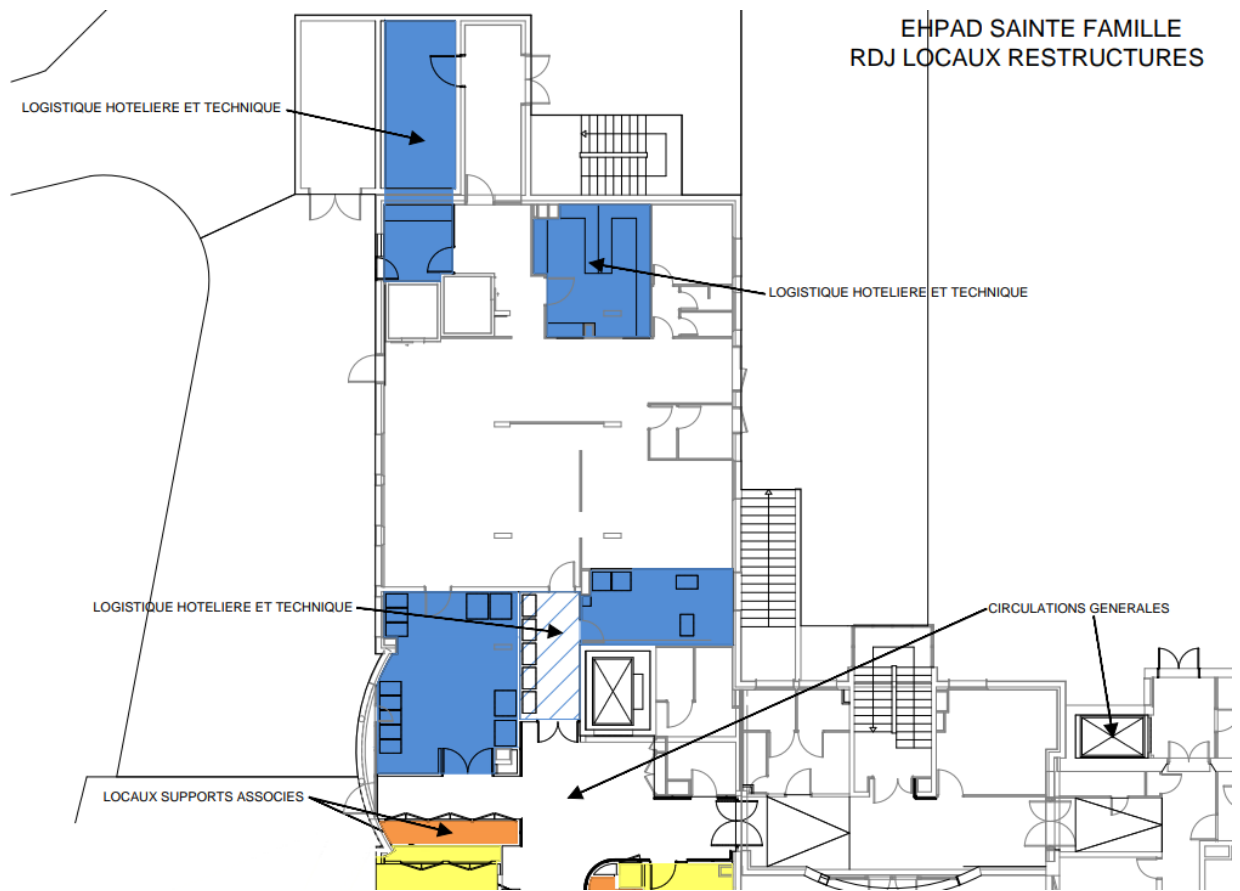 EHPAD SAINTE FAMILLE
RDJ LOCAUX RESTRUCTURES
LOGISTIQUE HOTELIERE ET TECHNIQUE
LOGISTIQUE HOTELIERE ET TECHNIQUE
LOGISTIQUE HOTELIERE ET TECHNIQUE
CIRCULATIONS GENERALES
LOCAUX SUPPORTS ASSOCIES